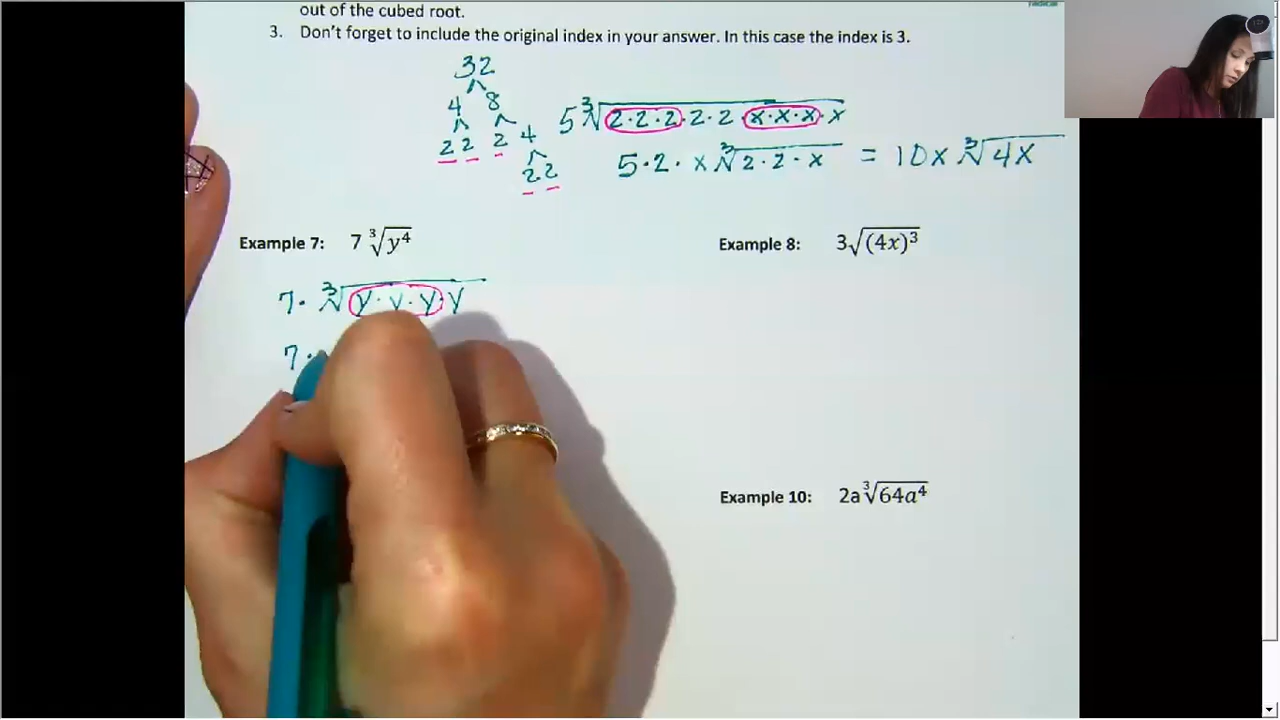 out of the cubed root.
3. Don't forget to include the original index in your answer. In this case the index is 3.
32
4 8
2 2 2 4
2 2
5∛2·2·2·2·2·x·x·x·x
5·2·x∛2·2·x = 10x∛4x
Example 7: 7∛y⁴
7·∛y·y·y·y
7·
Example 8: 3√(4x)³
Example 10: 2a∛64a⁴